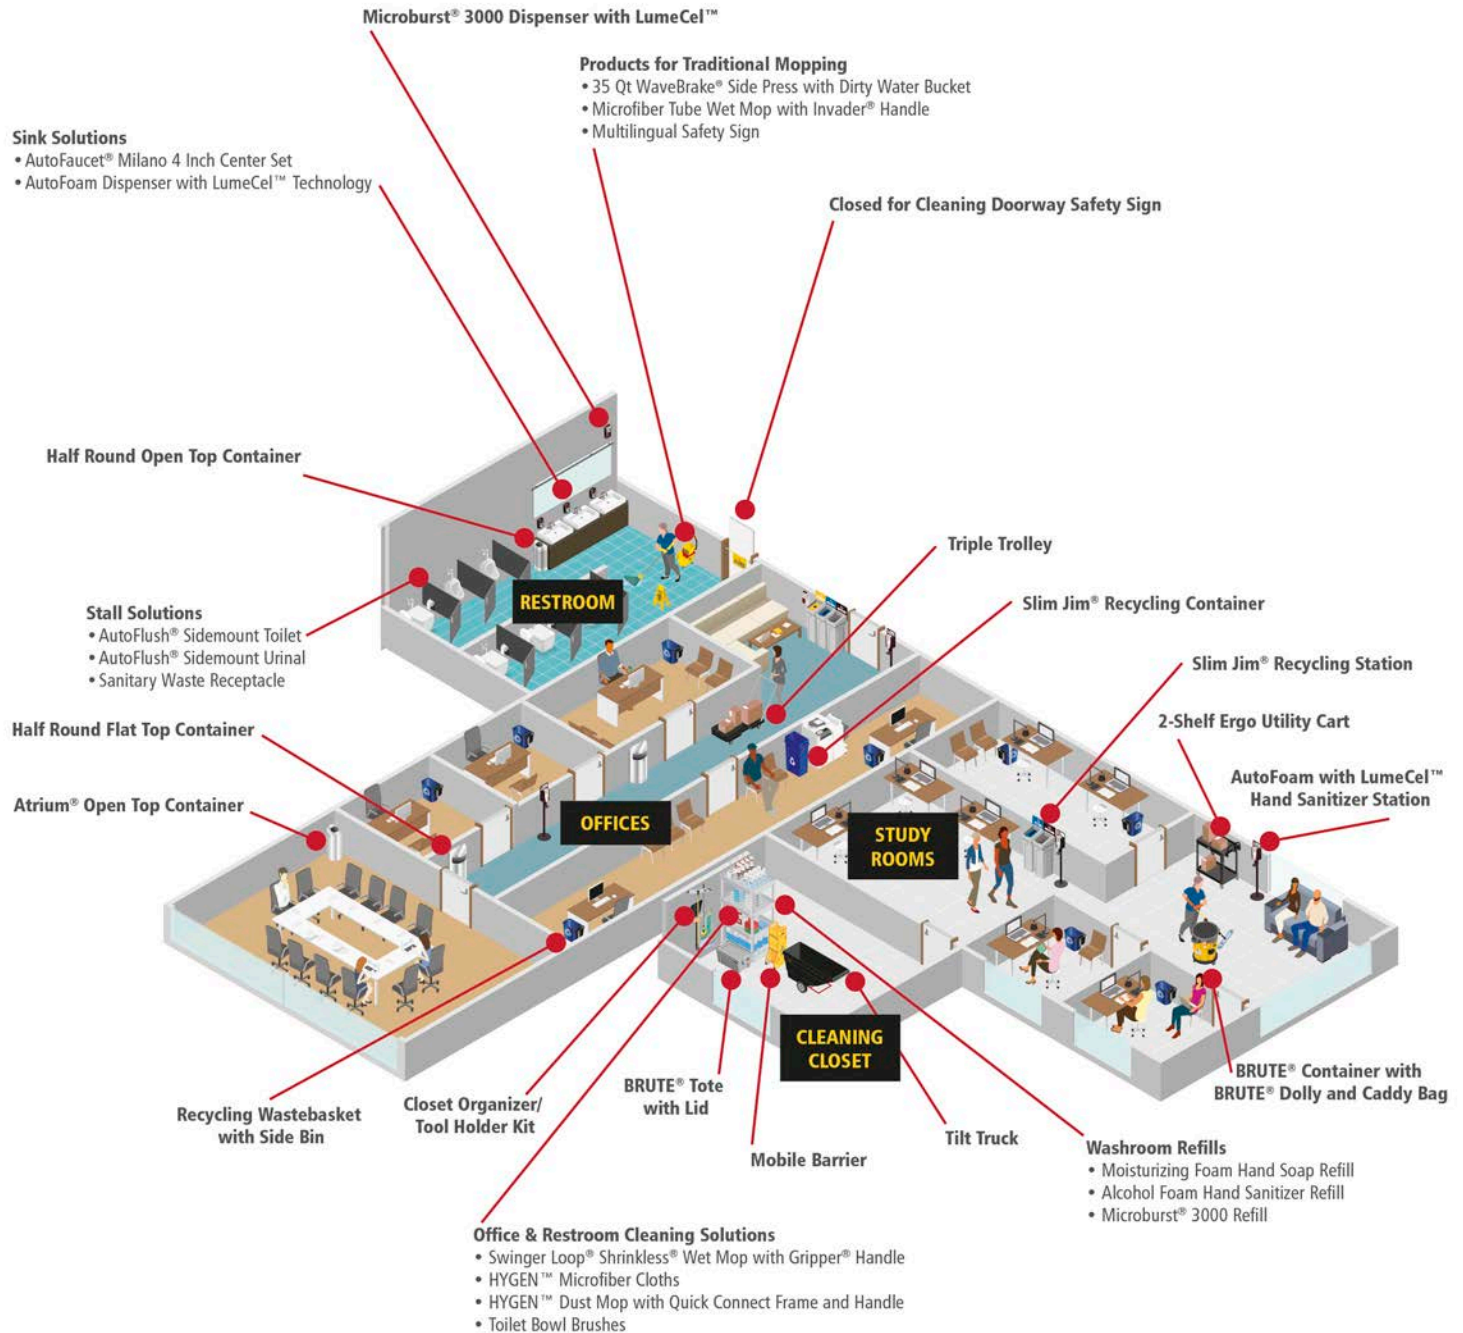 Microburst® 3000 Dispenser with LumeCel™
Products for Traditional Mopping
• 35 Qt WaveBrake® Side Press with Dirty Water Bucket
• Microfiber Tube Wet Mop with Invader® Handle
• Multilingual Safety Sign
Sink Solutions
• AutoFaucet® Milano 4 Inch Center Set
• AutoFoam Dispenser with LumeCel™ Technology
Closed for Cleaning Doorway Safety Sign
Half Round Open Top Container
Triple Trolley
Slim Jim® Recycling Container
RESTROOM
Stall Solutions
• AutoFlush® Sidemount Toilet
• AutoFlush® Sidemount Urinal
• Sanitary Waste Receptacle
Slim Jim® Recycling Station
2-Shelf Ergo Utility Cart
Half Round Flat Top Container
AutoFoam with LumeCel™
Hand Sanitizer Station
Atrium® Open Top Container
OFFICES
STUDY
ROOMS
CLEANING
CLOSET
BRUTE® Container with
BRUTE® Dolly and Caddy Bag
BRUTE® Tote
with Lid
Closet Organizer/
Tool Holder Kit
Recycling Wastebasket
with Side Bin
Tilt Truck
Mobile Barrier
Washroom Refills
• Moisturizing Foam Hand Soap Refill
• Alcohol Foam Hand Sanitizer Refill
• Microburst® 3000 Refill
Office & Restroom Cleaning Solutions
• Swinger Loop® Shrinkless® Wet Mop with Gripper® Handle
• HYGEN™ Microfiber Cloths
• HYGEN™ Dust Mop with Quick Connect Frame and Handle
• Toilet Bowl Brushes